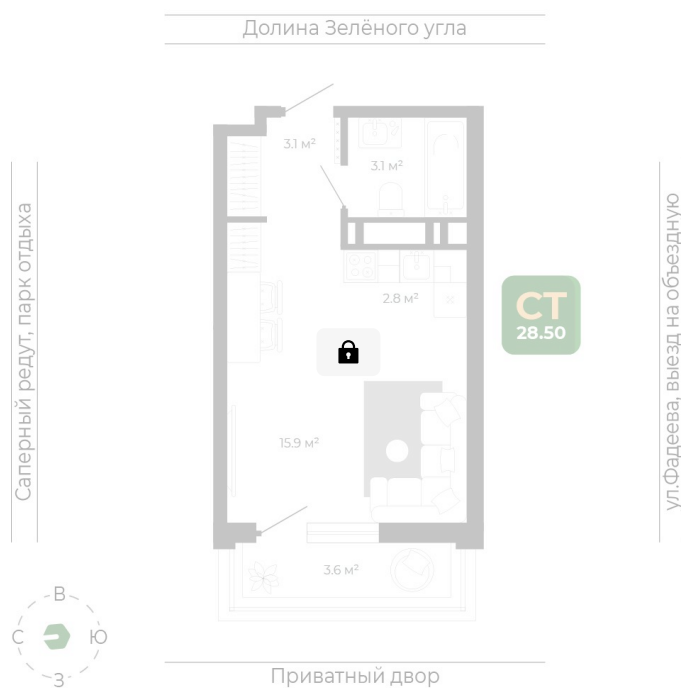 Долина Зелёного угла
3.1 м²
3.1 м²
Саперный редут, парк отдыха
ул.Фадеева, выезд на объездную
2.8 м²
СТ
28.50
15.9 м²
3.6 м²
В
С
Ю
З
Приватный двор